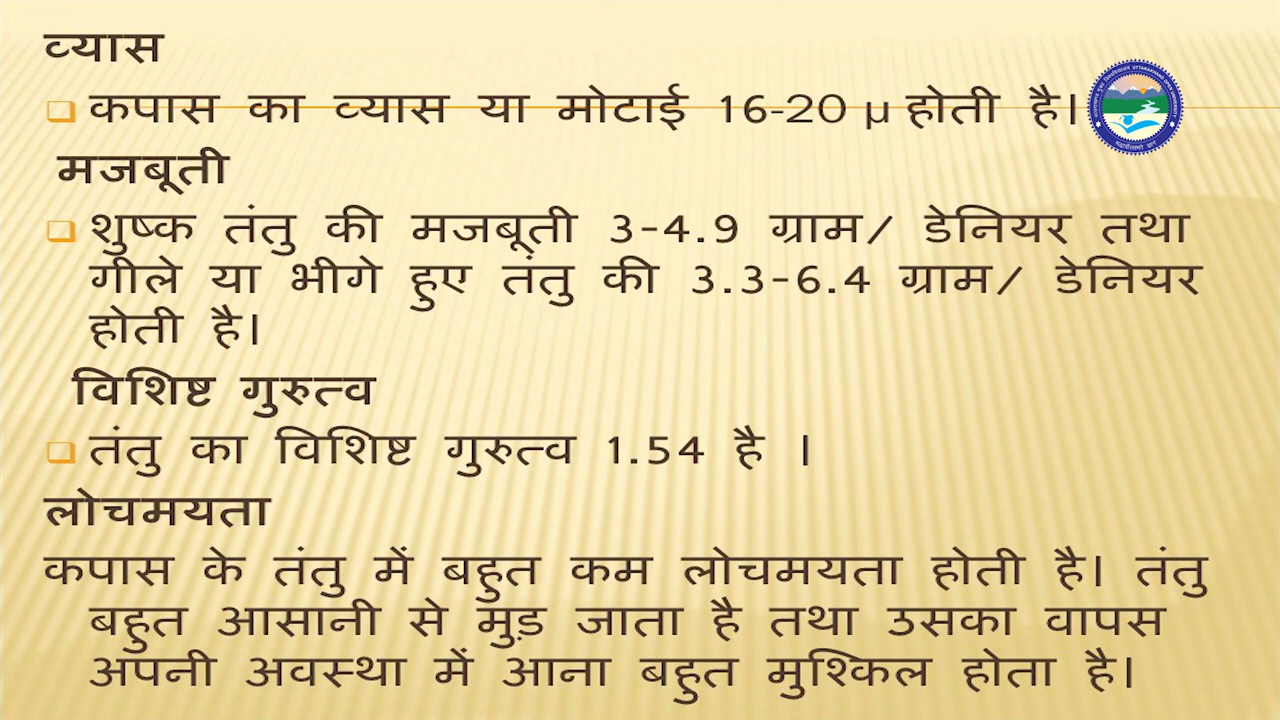 व्यास
कपास का व्यास या मोटाई 16-20 µ होती है।
मजबूती
शुष्क तंतु की मजबूती 3-4.9 ग्राम/ डेनियर तथा
गीले या भीगे हुए तंतु की 3.3-6.4 ग्राम/ डेनियर
होती है।
विशिष्ट गुरुत्व
तंतु का विशिष्ट गुरुत्व 1.54 है ।
लोचमयता
कपास के तंतु में बहुत कम लोचमयता होती है। तंतु
बहुत आसानी से मुड़ जाता है तथा उसका वापस
अपनी अवस्था में आना बहुत मुश्किल होता है।